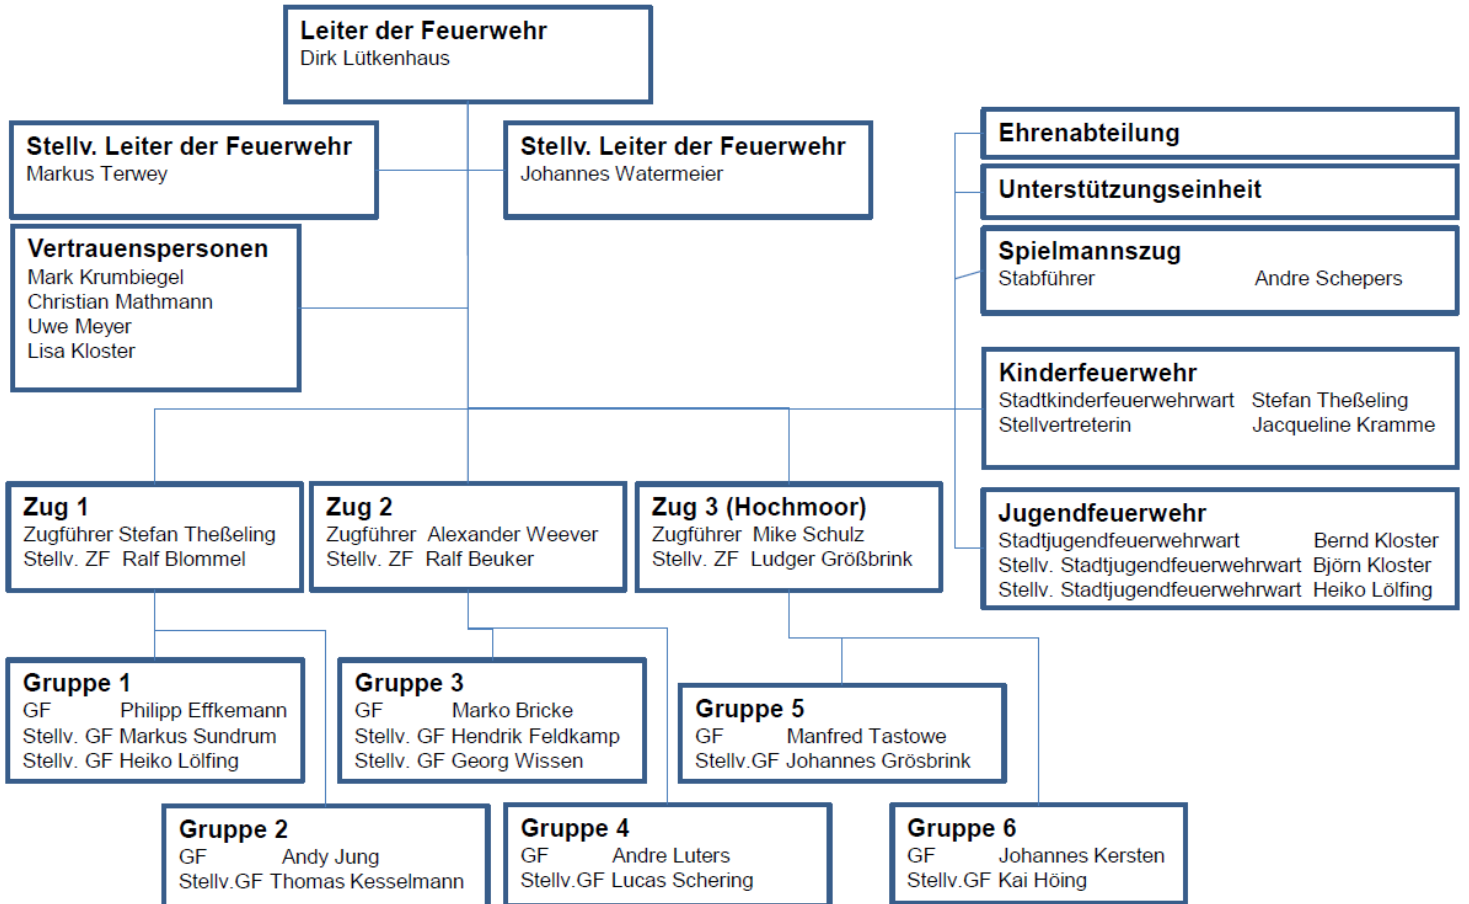 Leiter der Feuerwehr
Dirk Lütkenhaus
Stellv. Leiter der Feuerwehr
Markus Terwey
Stellv. Leiter der Feuerwehr
Johannes Watermeier
Vertrauenspersonen
Mark Krumbiegel
Christian Mathmann
Uwe Meyer
Lisa Kloster
Ehrenabteilung
Unterstützungseinheit
Spielmannszug
Stabführer Andre Schepers
Kinderfeuerwehr
Stadtkinderfeuerwehrwart Stefan Theßeling
Stellvertreterin Jacqueline Kramme
Jugendfeuerwehr
Stadtjugendfeuerwehrwart Bernd Kloster
Stellv. Stadtjugendfeuerwehrwart Björn Kloster
Stellv. Stadtjugendfeuerwehrwart Heiko Lölfing
Zug 1
Zugführer Stefan Theßeling
Stellv. ZF Ralf Blommel
Zug 2
Zugführer Alexander Weever
Stellv. ZF Ralf Beuker
Zug 3 (Hochmoor)
Zugführer Mike Schulz
Stellv. ZF Ludger Größbrink
Gruppe 1
GF Philipp Effkemann
Stellv. GF Markus Sundrum
Stellv. GF Heiko Lölfing
Gruppe 3
GF Marko Bricke
Stellv. GF Hendrik Feldkamp
Stellv. GF Georg Wissen
Gruppe 5
GF Manfred Tastowe
Stellv.GF Johannes Grösbrink
Gruppe 2
GF Andy Jung
Stellv.GF Thomas Kesselmann
Gruppe 4
GF Andre Luters
Stellv.GF Lucas Schering
Gruppe 6
GF Johannes Kersten
Stellv.GF Kai Höing